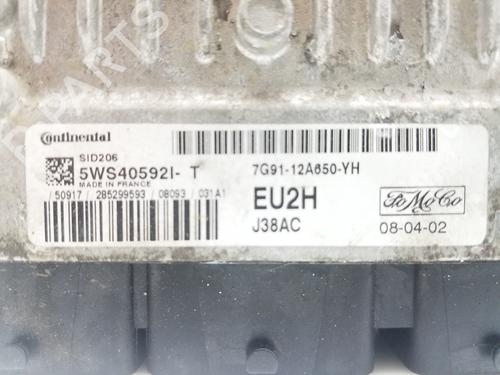 Continental
SID206
5WS40592I- T
MADE IN FRANCE
/ 50917 / 285299593 / 08093 / 031A1
7G91-12A650-YH
EU2H
J38AC
FoMoCo
08-04-02